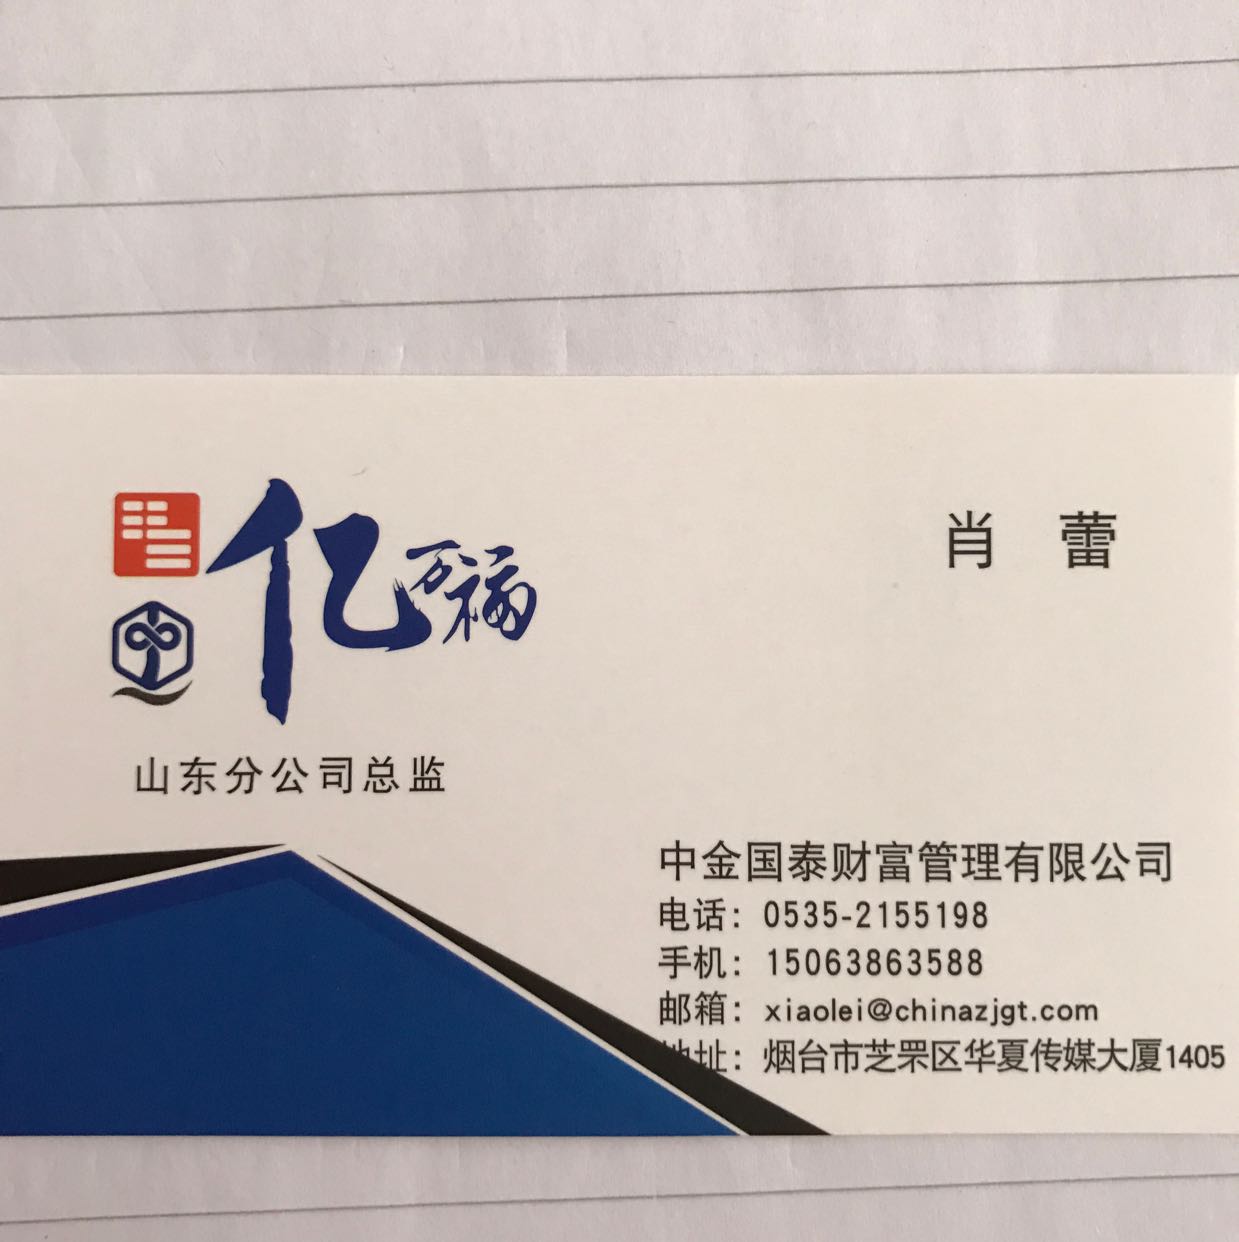 亿万福
肖 蕾
山东分公司总监
中金国泰财富管理有限公司
电话：0535-2155198
手机：15063863588
邮箱：xiaolei@chinazjgt.com
地址：烟台市芝罘区华夏传媒大厦1405